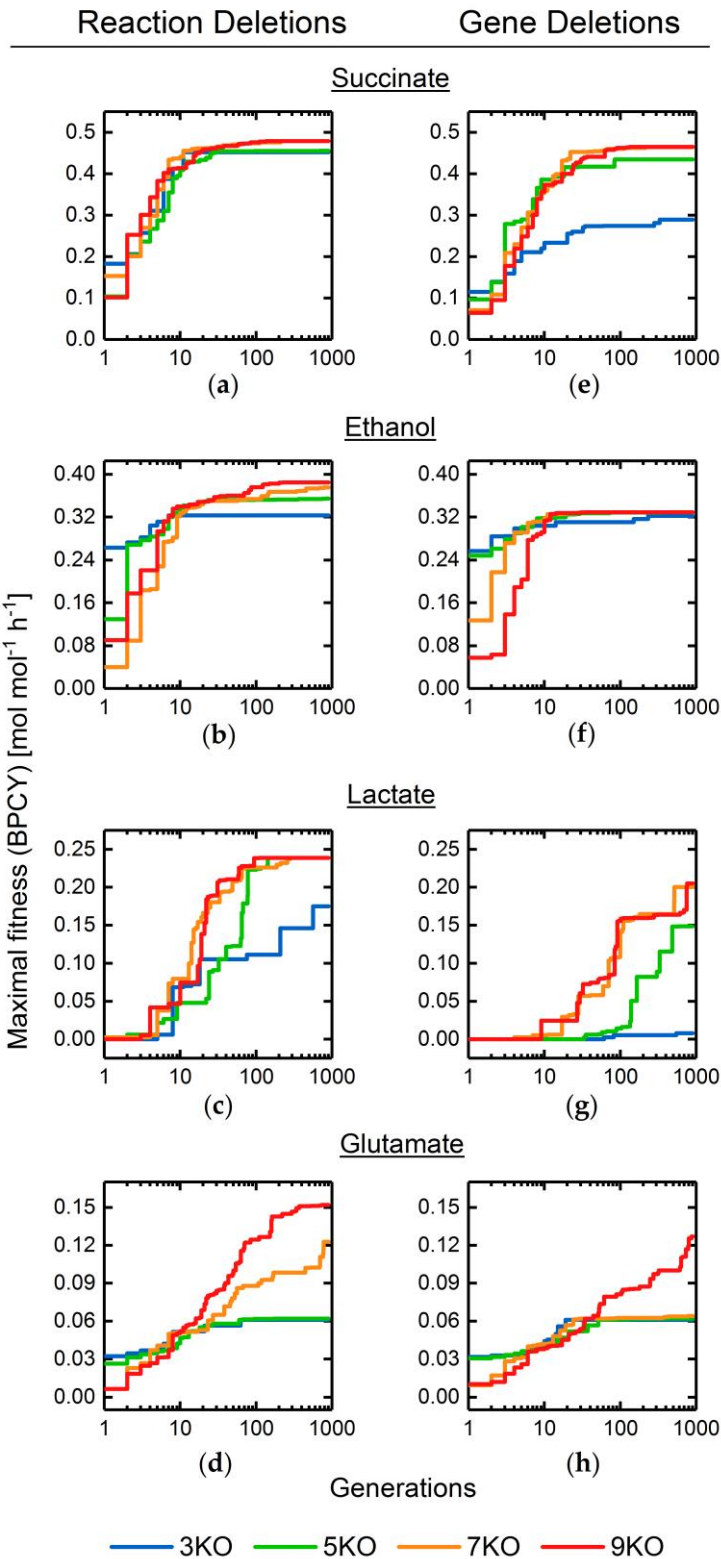 Reaction Deletions Gene Deletions
Succinate
0.5 0.5
0.4 0.4
0.3 0.3
0.2 0.2
0.1 0.1
0.0 0.0
1 10 100 1000 1 10 100 1000
(a) (e)
Ethanol
0.40 0.40
0.32 0.32
0.24 0.24
0.16 0.16
0.08 0.08
0.00 0.00
1 10 100 1000 1 10 100 1000
(b) (f)
Maximal fitness (BPCY) [mol mol⁻¹ h⁻¹]
Lactate
0.25 0.25
0.20 0.20
0.15 0.15
0.10 0.10
0.05 0.05
0.00 0.00
1 10 100 1000 1 10 100 1000
(c) (g)
Glutamate
0.15 0.15
0.12 0.12
0.09 0.09
0.06 0.06
0.03 0.03
0.00 0.00
1 10 100 1000 1 10 100 1000
(d) (h)
Generations
3KO 5KO 7KO 9KO